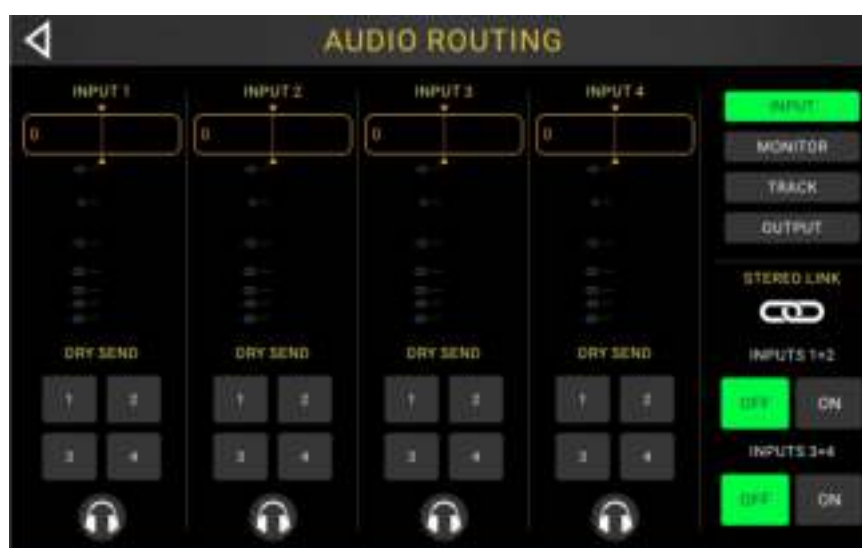 AUDIO ROUTING
INPUT 1
0
DRY SEND
1 2
3 4
INPUT 2
0
DRY SEND
1 2
3 4
INPUT 3
0
DRY SEND
1 2
3 4
INPUT 4
0
DRY SEND
1 2
3 4
INPUT
MONITOR
TRACK
OUTPUT
STEREO LINK
INPUTS 1+2
OFF ON
INPUTS 3+4
OFF ON